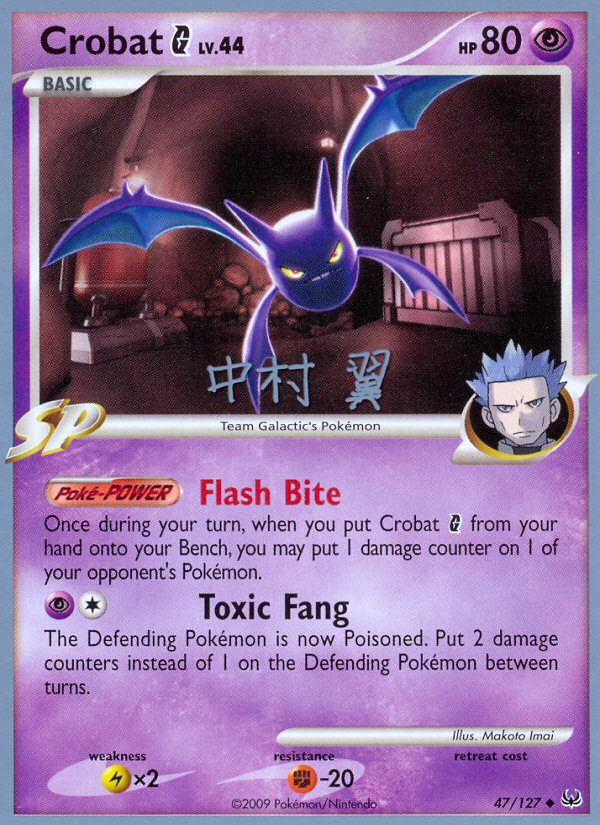 Crobat G LV.44 HP 80
BASIC
中村 翼
SP
Team Galactic's Pokémon
Poké-POWER Flash Bite
Once during your turn, when you put Crobat G from your
hand onto your Bench, you may put 1 damage counter on 1 of
your opponent's Pokémon.
Toxic Fang
The Defending Pokémon is now Poisoned. Put 2 damage
counters instead of 1 on the Defending Pokémon between
turns.
Illus. Makoto Imai
weakness resistance retreat cost
×2 -20
©2009 Pokémon/Nintendo 47/127